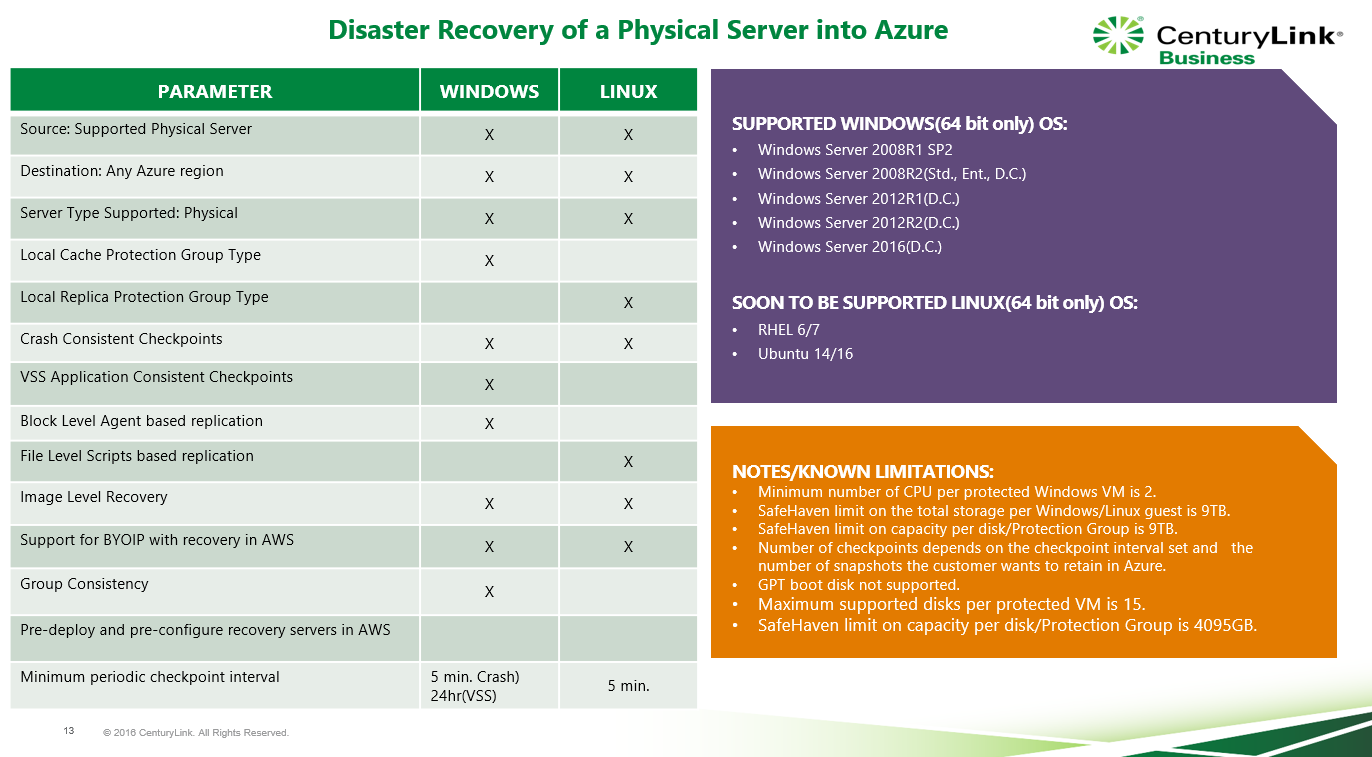 Disaster Recovery of a Physical Server into Azure
CenturyLink®
Business
PARAMETER WINDOWS LINUX
Source: Supported Physical Server X X
Destination: Any Azure region X X
Server Type Supported: Physical X X
Local Cache Protection Group Type X
Local Replica Protection Group Type X
Crash Consistent Checkpoints X X
VSS Application Consistent Checkpoints X
Block Level Agent based replication X
File Level Scripts based replication X
Image Level Recovery X X
Support for BYOIP with recovery in AWS X X
Group Consistency X
Pre-deploy and pre-configure recovery servers in AWS
Minimum periodic checkpoint interval 5 min. Crash) 5 min.
24hr(VSS)
SUPPORTED WINDOWS(64 bit only) OS:
• Windows Server 2008R1 SP2
• Windows Server 2008R2(Std., Ent., D.C.)
• Windows Server 2012R1(D.C.)
• Windows Server 2012R2(D.C.)
• Windows Server 2016(D.C.)
SOON TO BE SUPPORTED LINUX(64 bit only) OS:
• RHEL 6/7
• Ubuntu 14/16
NOTES/KNOWN LIMITATIONS:
• Minimum number of CPU per protected Windows VM is 2.
• SafeHaven limit on the total storage per Windows/Linux guest is 9TB.
• SafeHaven limit on capacity per disk/Protection Group is 9TB.
• Number of checkpoints depends on the checkpoint interval set and the
number of snapshots the customer wants to retain in Azure.
• GPT boot disk not supported.
• Maximum supported disks per protected VM is 15.
• SafeHaven limit on capacity per disk/Protection Group is 4095GB.
13 © 2016 CenturyLink. All Rights Reserved.